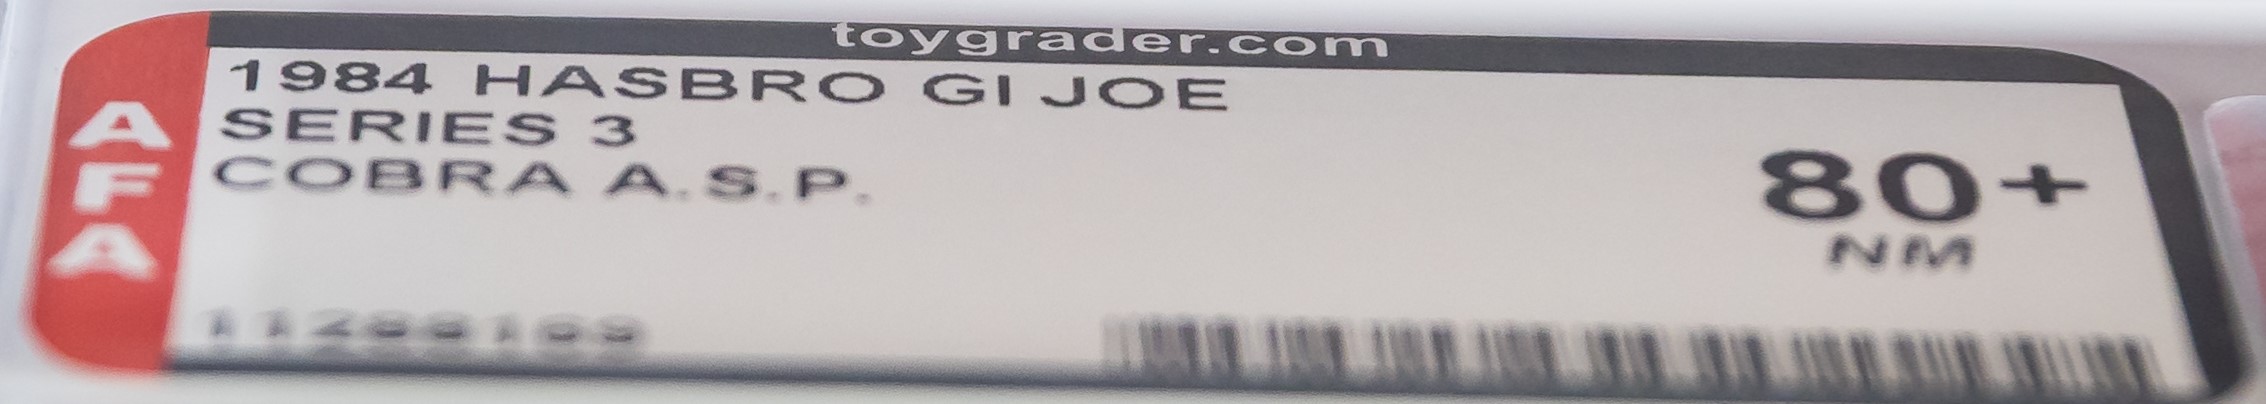 toygrader.com
AFA
1984 HASBRO GI JOE
SERIES 3
COBRA A.S.P.
80+
NM